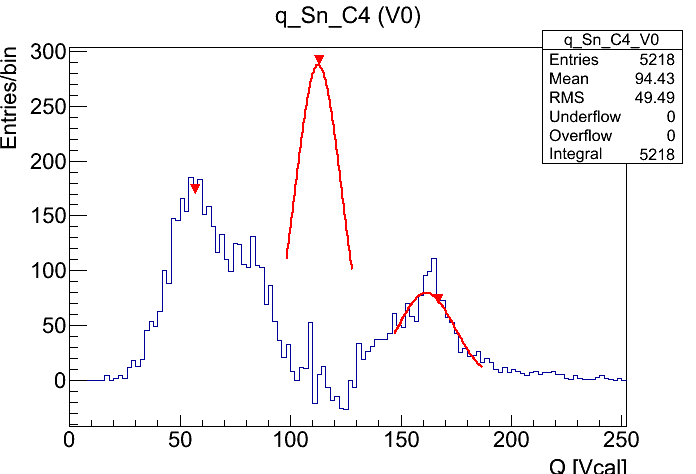 q_Sn_C4 (V0)
q_Sn_C4_V0
Entries 5218
Mean 94.43
RMS 49.49
Underflow 0
Overflow 0
Integral 5218
Entries/bin
300
250
200
150
100
50
0
0 50 100 150 200 250
Q [Vcal]